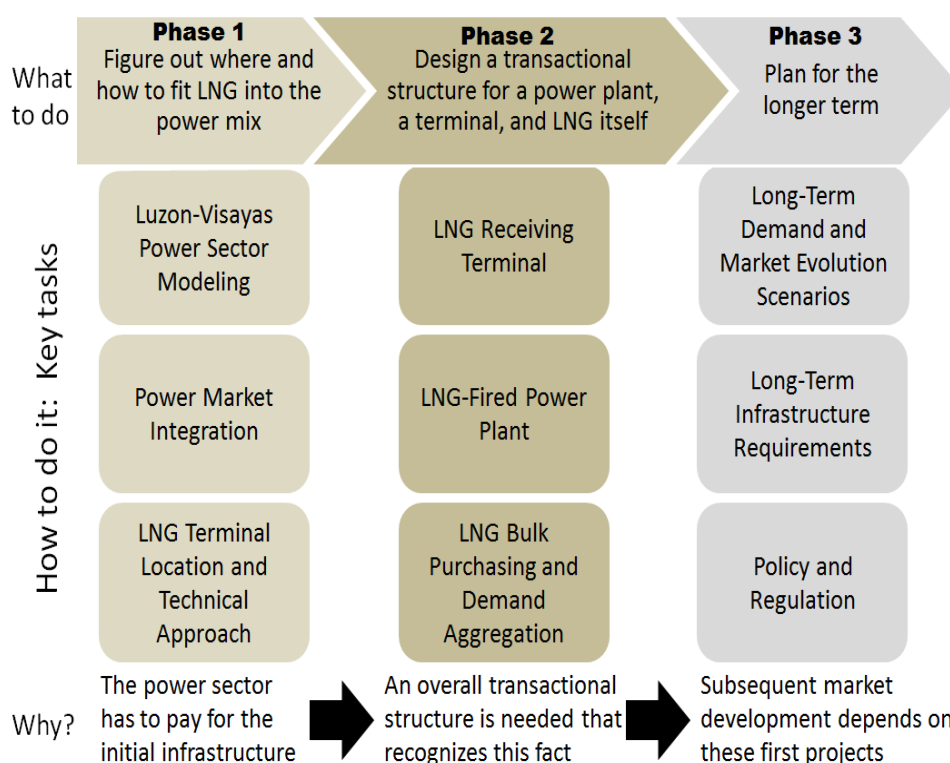 What
to do
Phase 1
Figure out where and
how to fit LNG into the
power mix
Phase 2
Design a transactional
structure for a power plant,
a terminal, and LNG itself
Phase 3
Plan for the
longer term
How to do it: Key tasks
Luzon-Visayas
Power Sector
Modeling
LNG Receiving
Terminal
Long-Term
Demand and
Market Evolution
Scenarios
Power Market
Integration
LNG-Fired Power
Plant
Long-Term
Infrastructure
Requirements
LNG Terminal
Location and
Technical
Approach
LNG Bulk
Purchasing and
Demand
Aggregation
Policy and
Regulation
Why?
The power sector
has to pay for the
initial infrastructure
An overall transactional
structure is needed that
recognizes this fact
Subsequent market
development depends on
these first projects